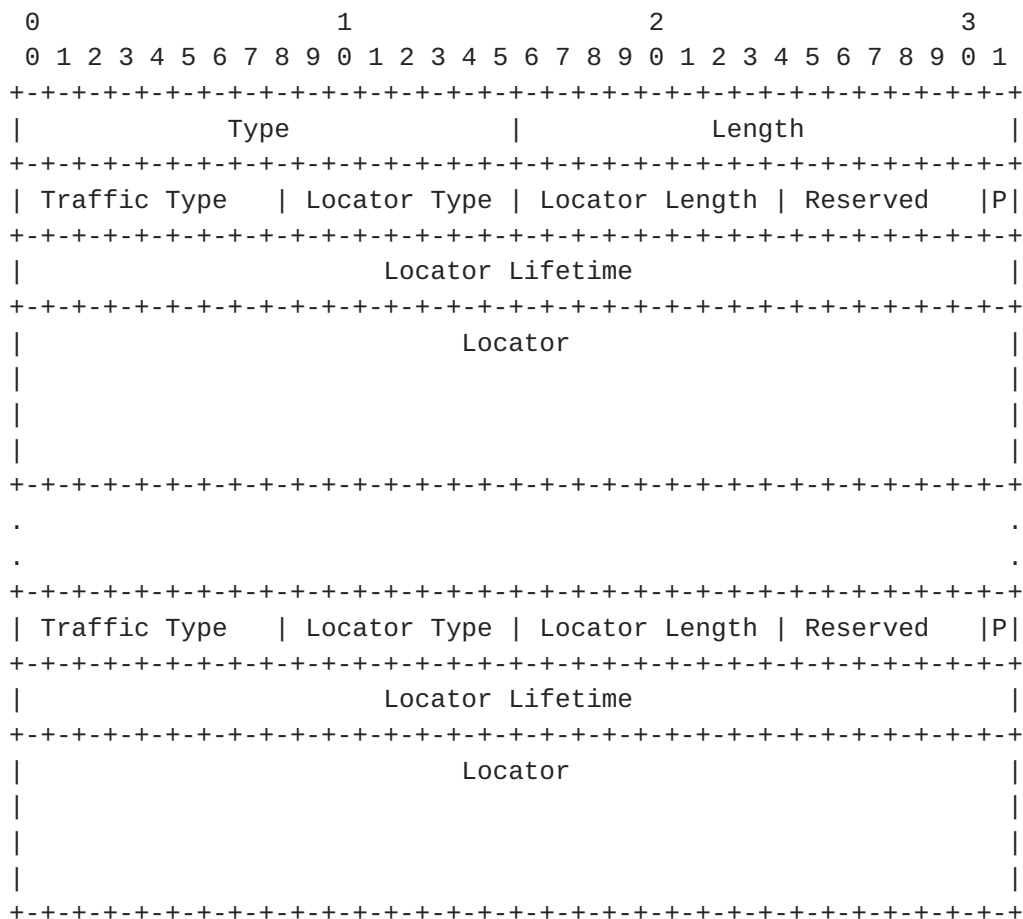 0                   1                   2                   3
 0 1 2 3 4 5 6 7 8 9 0 1 2 3 4 5 6 7 8 9 0 1 2 3 4 5 6 7 8 9 0 1
+-+-+-+-+-+-+-+-+-+-+-+-+-+-+-+-+-+-+-+-+-+-+-+-+-+-+-+-+-+-+-+-+
|             Type              |            Length             |
+-+-+-+-+-+-+-+-+-+-+-+-+-+-+-+-+-+-+-+-+-+-+-+-+-+-+-+-+-+-+-+-+
| Traffic Type   | Locator Type | Locator Length | Reserved   |P|
+-+-+-+-+-+-+-+-+-+-+-+-+-+-+-+-+-+-+-+-+-+-+-+-+-+-+-+-+-+-+-+-+
|                       Locator Lifetime                        |
+-+-+-+-+-+-+-+-+-+-+-+-+-+-+-+-+-+-+-+-+-+-+-+-+-+-+-+-+-+-+-+-+
|                            Locator                            |
|                                                               |
|                                                               |
|                                                               |
+-+-+-+-+-+-+-+-+-+-+-+-+-+-+-+-+-+-+-+-+-+-+-+-+-+-+-+-+-+-+-+-+
.                                                               .
.                                                               .
+-+-+-+-+-+-+-+-+-+-+-+-+-+-+-+-+-+-+-+-+-+-+-+-+-+-+-+-+-+-+-+-+
| Traffic Type   | Locator Type | Locator Length | Reserved   |P|
+-+-+-+-+-+-+-+-+-+-+-+-+-+-+-+-+-+-+-+-+-+-+-+-+-+-+-+-+-+-+-+-+
|                       Locator Lifetime                        |
+-+-+-+-+-+-+-+-+-+-+-+-+-+-+-+-+-+-+-+-+-+-+-+-+-+-+-+-+-+-+-+-+
|                            Locator                            |
|                                                               |
|                                                               |
|                                                               |
+-+-+-+-+-+-+-+-+-+-+-+-+-+-+-+-+-+-+-+-+-+-+-+-+-+-+-+-+-+-+-+-+